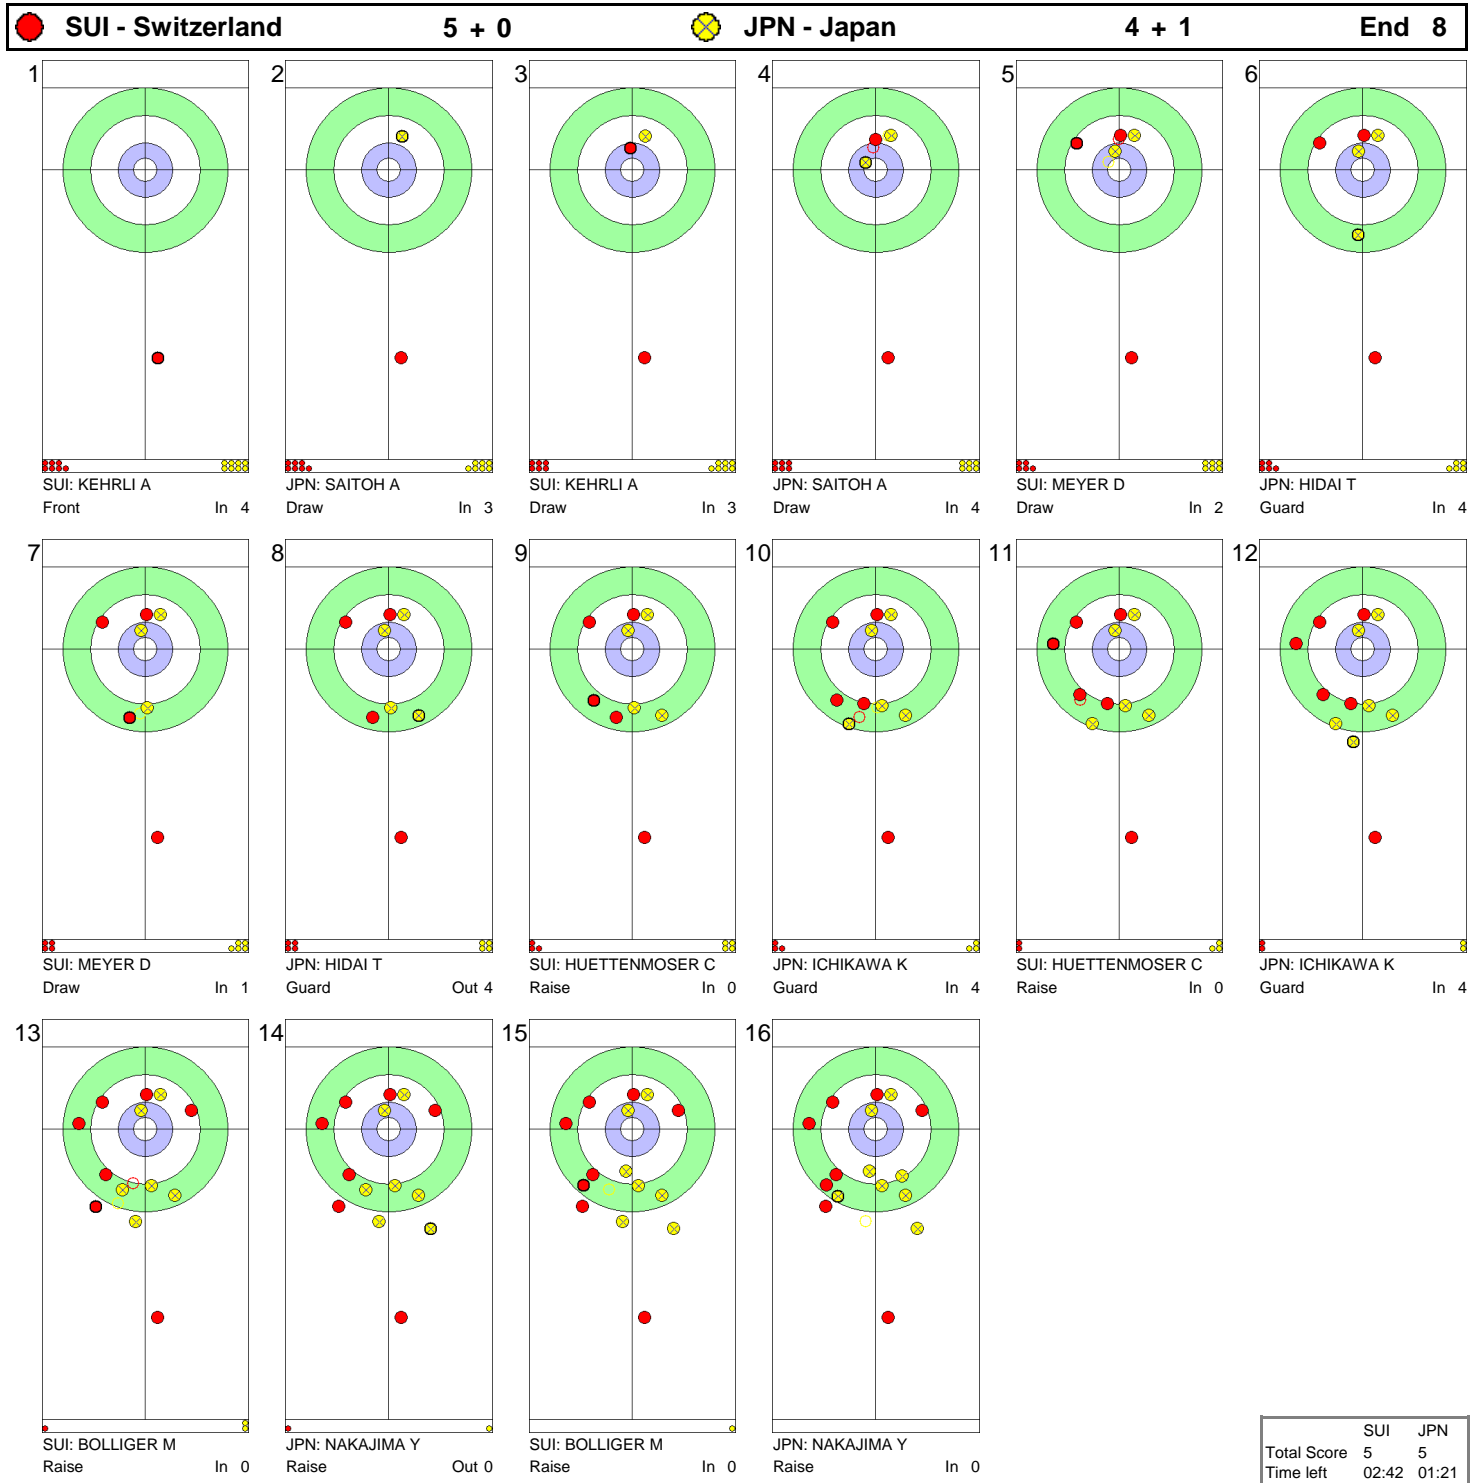 SUI - Switzerland 5 + 0 JPN - Japan 4 + 1 End 8
1 2 3 4 5 6
SUI: KEHRLI A JPN: SAITOH A SUI: KEHRLI A JPN: SAITOH A SUI: MEYER D JPN: HIDAI T
Front In 4 Draw In 3 Draw In 3 Draw In 4 Draw In 2 Guard In 4
7 8 9 10 11 12
SUI: MEYER D JPN: HIDAI T SUI: HUETTENMOSER C JPN: ICHIKAWA K SUI: HUETTENMOSER C JPN: ICHIKAWA K
Draw In 1 Guard Out 4 Raise In 0 Guard In 4 Raise In 0 Guard In 4
13 14 15 16
SUI: BOLLIGER M JPN: NAKAJIMA Y SUI: BOLLIGER M JPN: NAKAJIMA Y
Raise In 0 Raise Out 0 Raise In 0 Raise In 0
SUI JPN
Total Score 5 5
Time left 02:42 01:21